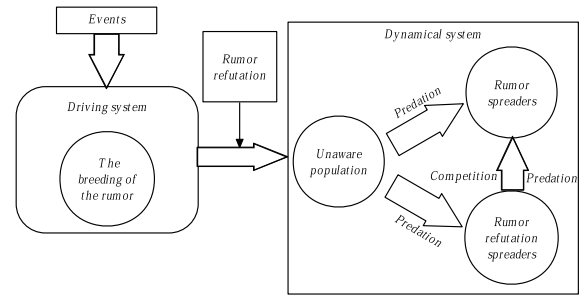 Events
Dynamical system
Rumor
refutation
Rumor
spreaders
Driving system
Predation
The
breeding of
the rumor
Unaware
population
Competition
Predation
Predation
Rumor
refutation
spreaders